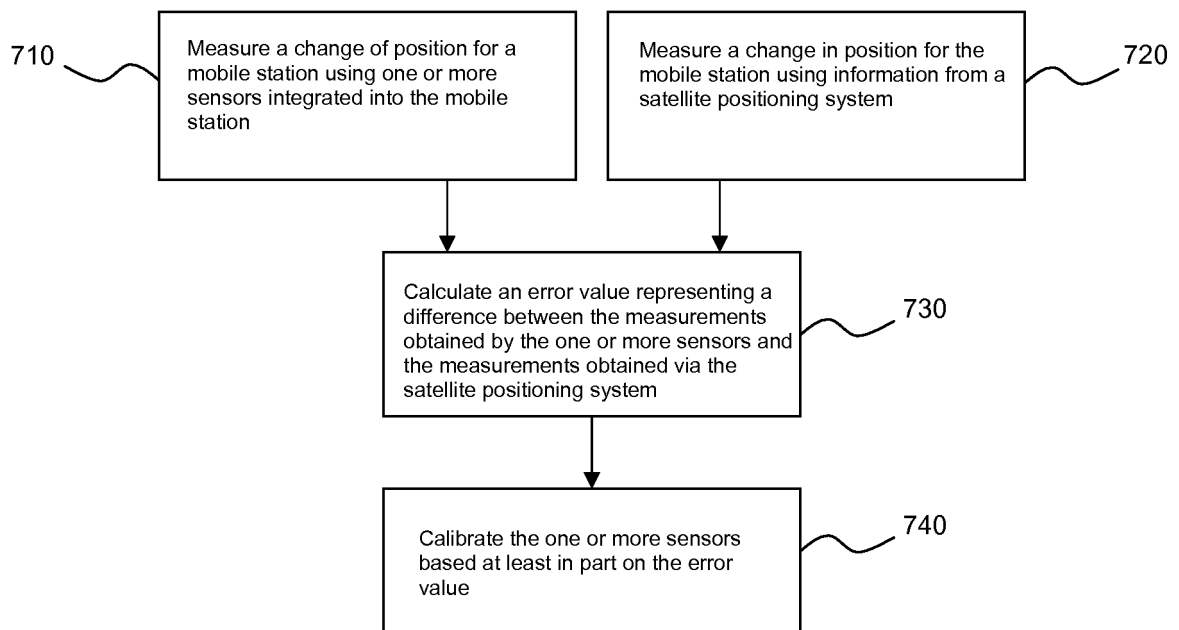 710
Measure a change of position for a
mobile station using one or more
sensors integrated into the mobile
station
Measure a change in position for the
mobile station using information from a
satellite positioning system
720
Calculate an error value representing a
difference between the measurements
obtained by the one or more sensors and
the measurements obtained via the
satellite positioning system
730
Calibrate the one or more sensors
based at least in part on the error
value
740